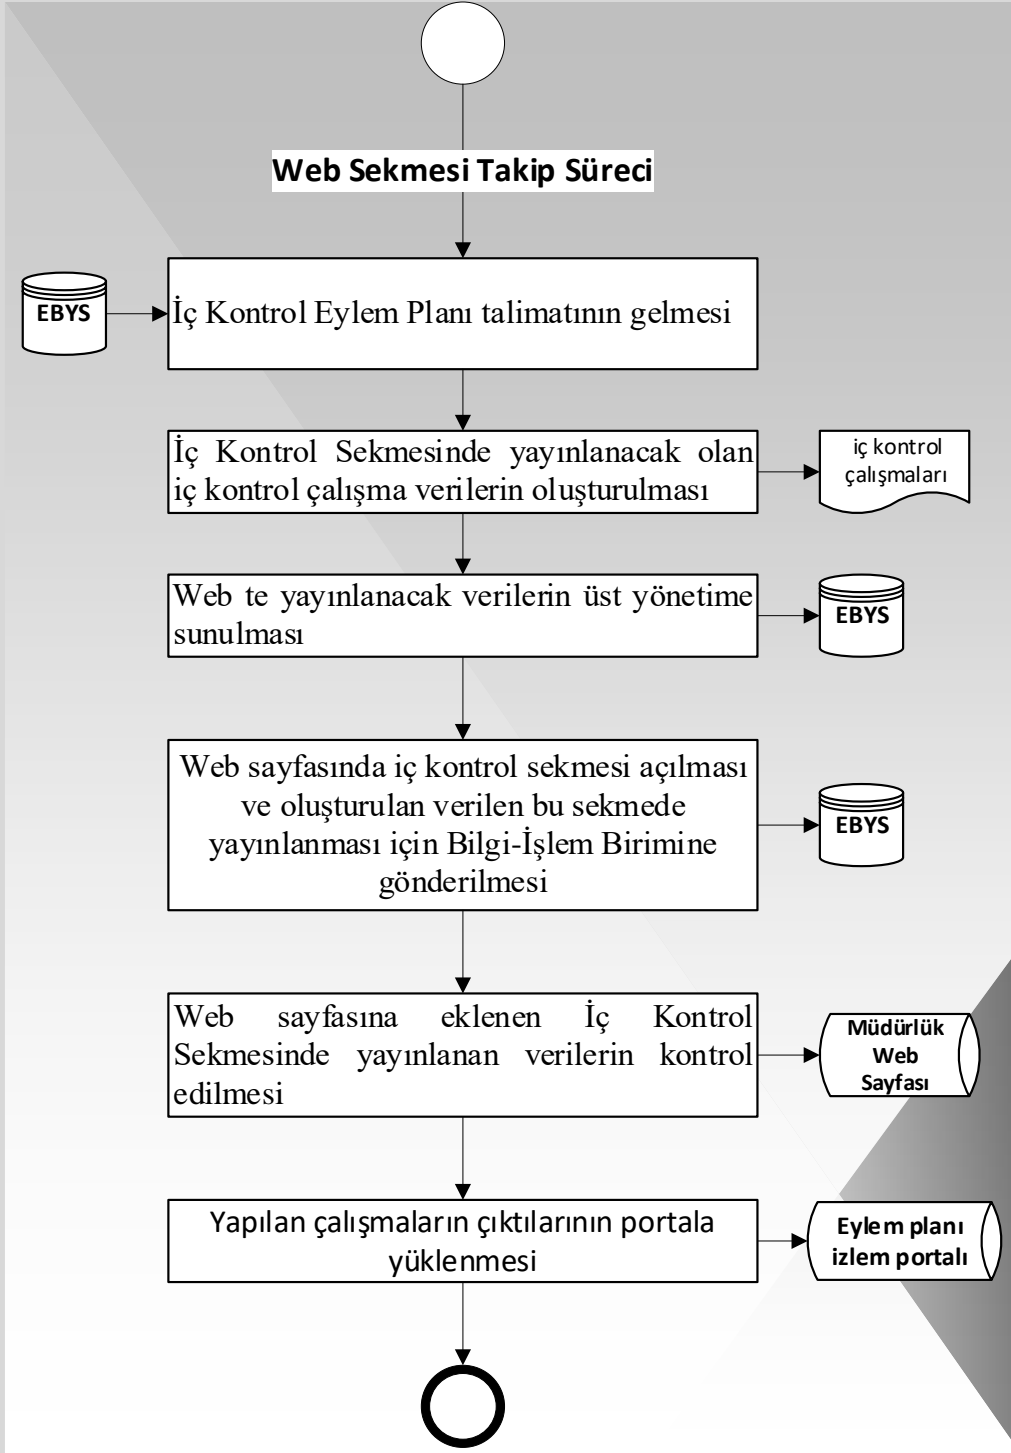 Web Sekmesi Takip Süreci
EBYS
İç Kontrol Eylem Planı talimatının gelmesi
İç Kontrol Sekmesinde yayınlanacak olan
iç kontrol çalışma verilerin oluşturulması
iç kontrol
çalışmaları
Web te yayınlanacak verilerin üst yönetime
sunulması
EBYS
Web sayfasında iç kontrol sekmesi açılması
ve oluşturulan verilen bu sekmede
yayınlanması için Bilgi-İşlem Birimine
gönderilmesi
EBYS
Web sayfasına eklenen İç Kontrol
Sekmesinde yayınlanan verilerin kontrol
edilmesi
Müdürlük
Web
Sayfası
Yapılan çalışmaların çıktılarının portala
yüklenmesi
Eylem planı
izlem portalı